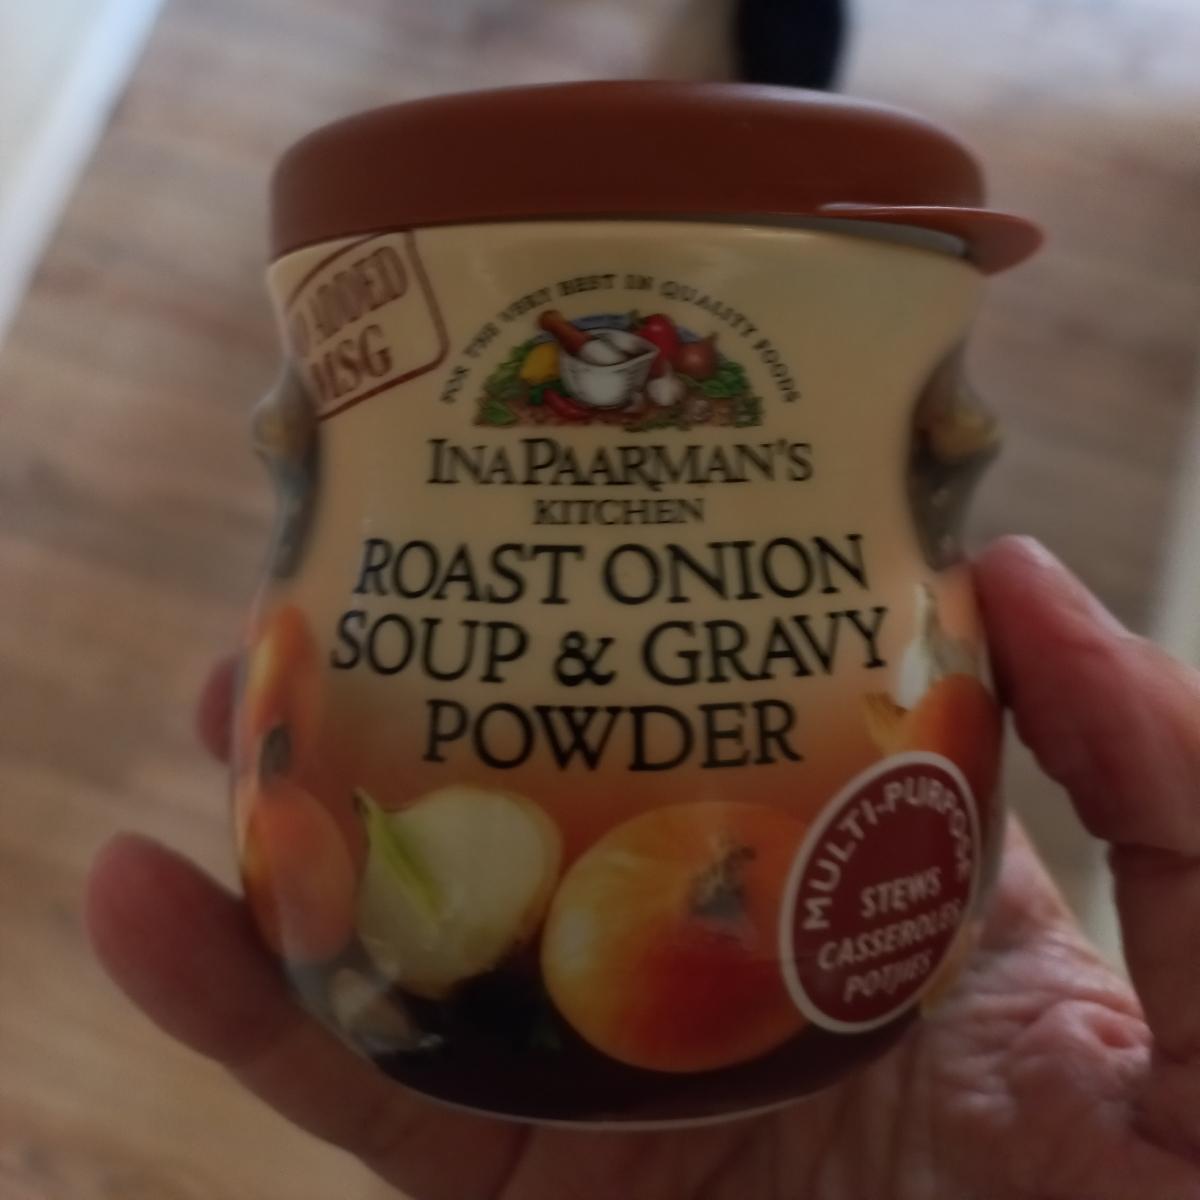 ADDED
MSG
FOR THE VERY BEST IN QUALITY FOODS
INA PAARMAN'S
KITCHEN
ROAST ONION
SOUP & GRAVY
POWDER
MULTI-PURPOSE
STEWS
CASSEROLES
POTJIES